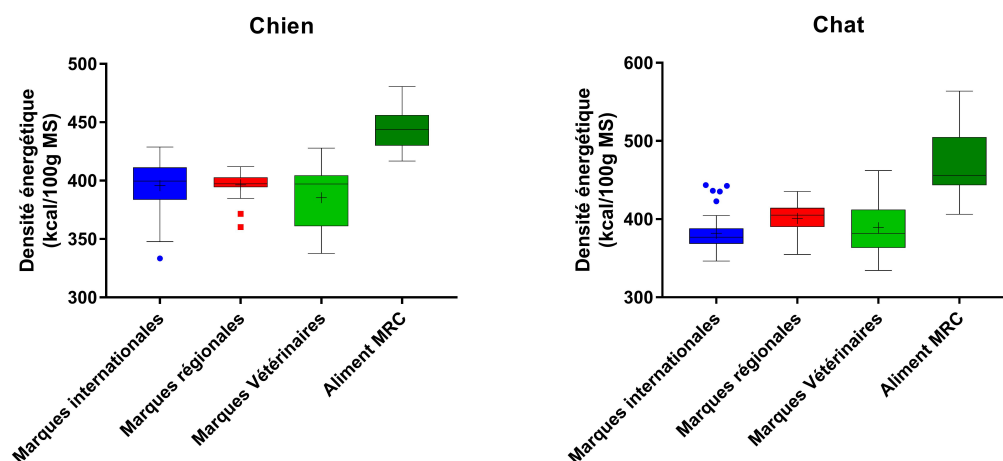 Chien
Densité énergétique
(kcal/100g MS)
500
450
400
350
300
Marques internationales
Marques régionales
Marques Vétérinaires
Aliment MRC
Chat
Densité énergétique
(kcal/100g MS)
600
500
400
300
Marques internationales
Marques régionales
Marques Vétérinaires
Aliment MRC